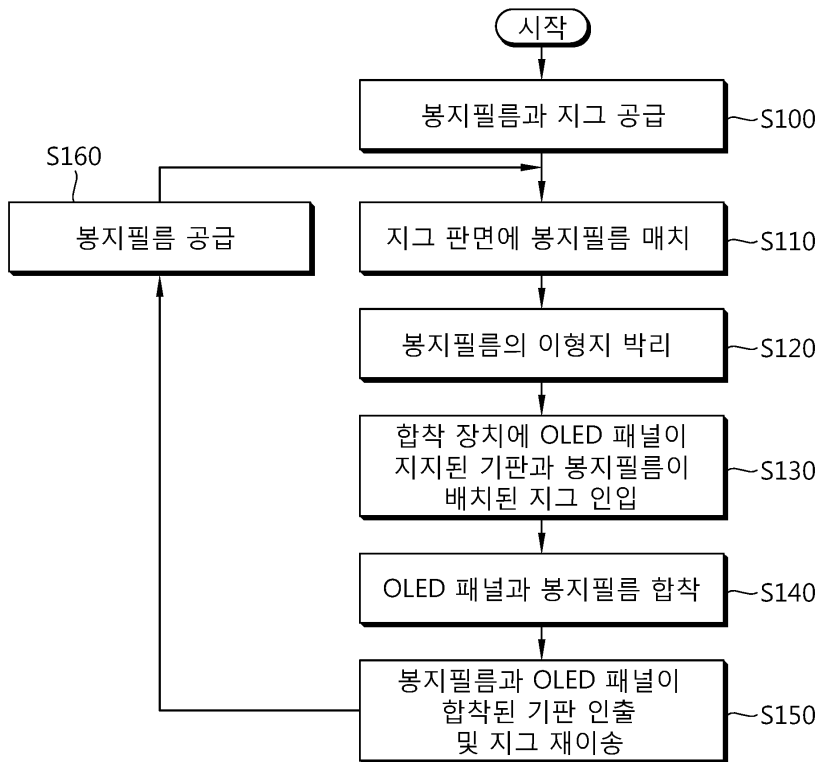 시작
봉지필름과 지그 공급
S100
S160
봉지필름 공급
지그 판면에 봉지필름 매치
S110
봉지필름의 이형지 박리
S120
합착 장치에 OLED 패널이
지지된 기판과 봉지필름이
배치된 지그 인입
S130
OLED 패널과 봉지필름 합착
S140
봉지필름과 OLED 패널이
합착된 기판 인출
및 지그 재이송
S150